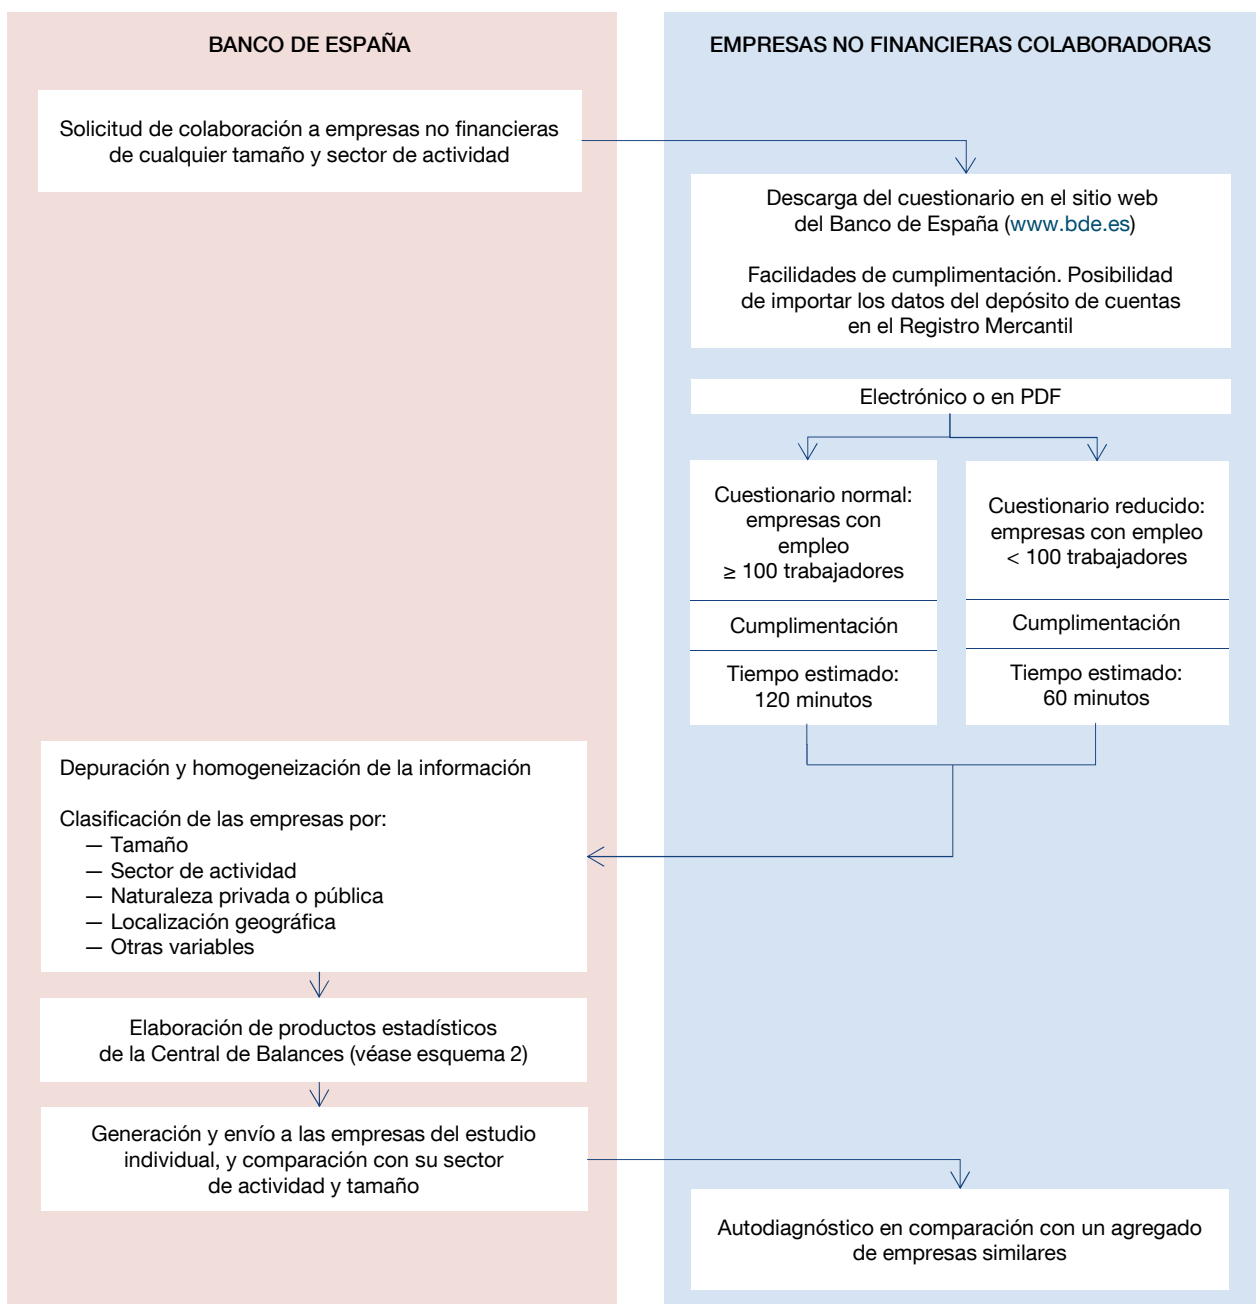 BANCO DE ESPAÑA
EMPRESAS NO FINANCIERAS COLABORADORAS
Solicitud de colaboración a empresas no financieras
de cualquier tamaño y sector de actividad
Descarga del cuestionario en el sitio web
del Banco de España (www.bde.es)
Facilidades de cumplimentación. Posibilidad
de importar los datos del depósito de cuentas
en el Registro Mercantil
Electrónico o en PDF
Cuestionario normal:
empresas con
empleo
≥ 100 trabajadores
Cumplimentación
Tiempo estimado:
120 minutos
Cuestionario reducido:
empresas con empleo
< 100 trabajadores
Cumplimentación
Tiempo estimado:
60 minutos
Depuración y homogeneización de la información
Clasificación de las empresas por:
— Tamaño
— Sector de actividad
— Naturaleza privada o pública
— Localización geográfica
— Otras variables
Elaboración de productos estadísticos
de la Central de Balances (véase esquema 2)
Generación y envío a las empresas del estudio
individual, y comparación con su sector
de actividad y tamaño
Autodiagnóstico en comparación con un agregado
de empresas similares